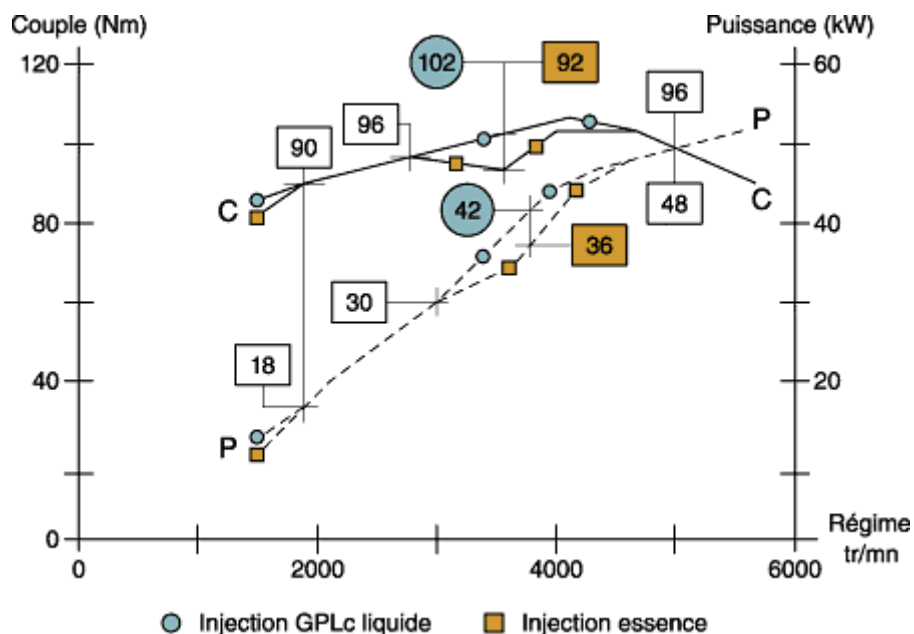 Couple (Nm)
Puissance (kW)
120
60
102
92
96
96
P
90
C
C
80
42
48
40
36
30
18
40
20
P
0
0
Régime
tr/mn
0
2000
4000
6000
Injection GPLc liquide
Injection essence